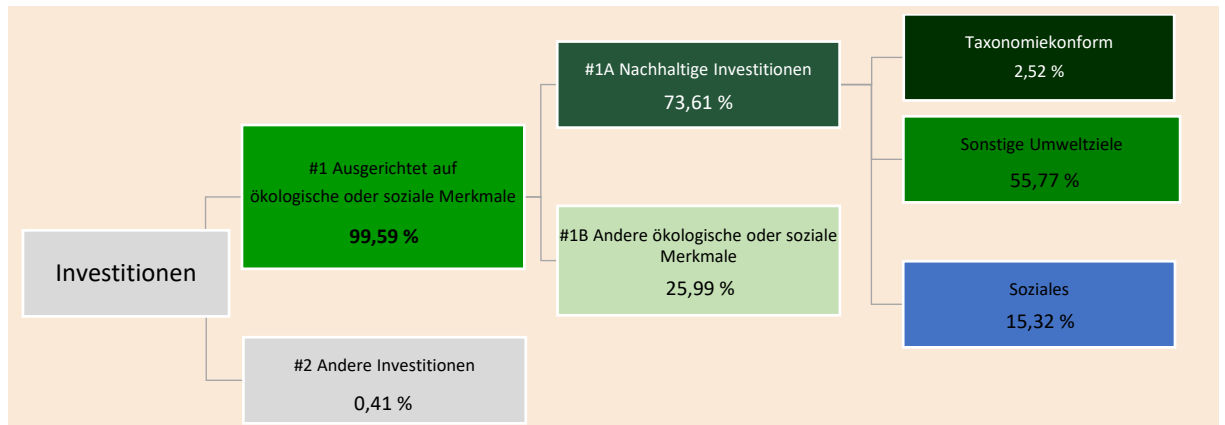 Investitionen
#1 Ausgerichtet auf
ökologische oder soziale Merkmale
99,59 %
#2 Andere Investitionen
0,41 %
#1A Nachhaltige Investitionen
73,61 %
#1B Andere ökologische oder soziale
Merkmale
25,99 %
Taxonomiekonform
2,52 %
Sonstige Umweltziele
55,77 %
Soziales
15,32 %